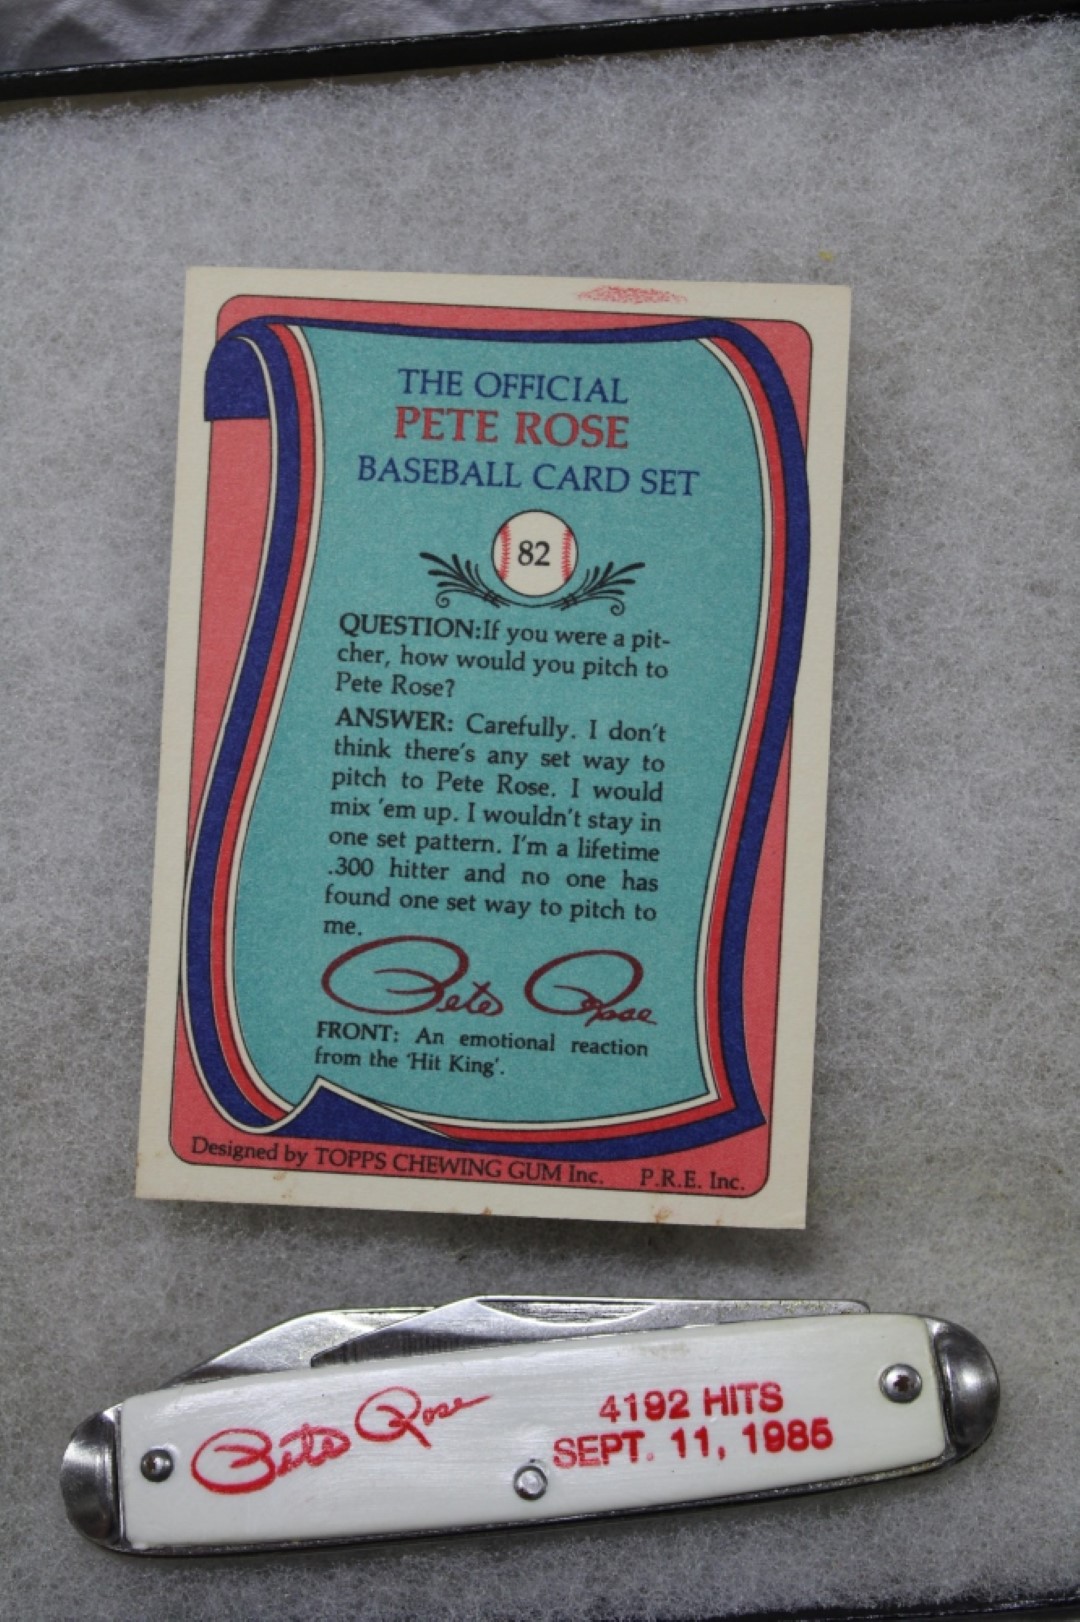 THE OFFICIAL
PETE ROSE
BASEBALL CARD SET
82
QUESTION:If you were a pit-
cher, how would you pitch to
Pete Rose?
ANSWER: Carefully. I don't
think there's any set way to
pitch to Pete Rose. I would
mix 'em up. I wouldn't stay in
one set pattern. I'm a lifetime
.300 hitter and no one has
found one set way to pitch to
me.
Pete Rose
FRONT: An emotional reaction
from the 'Hit King'.
Designed by TOPPS CHEWING GUM Inc. P.R.E. Inc.
Pete Rose
4192 HITS
SEPT. 11, 1985